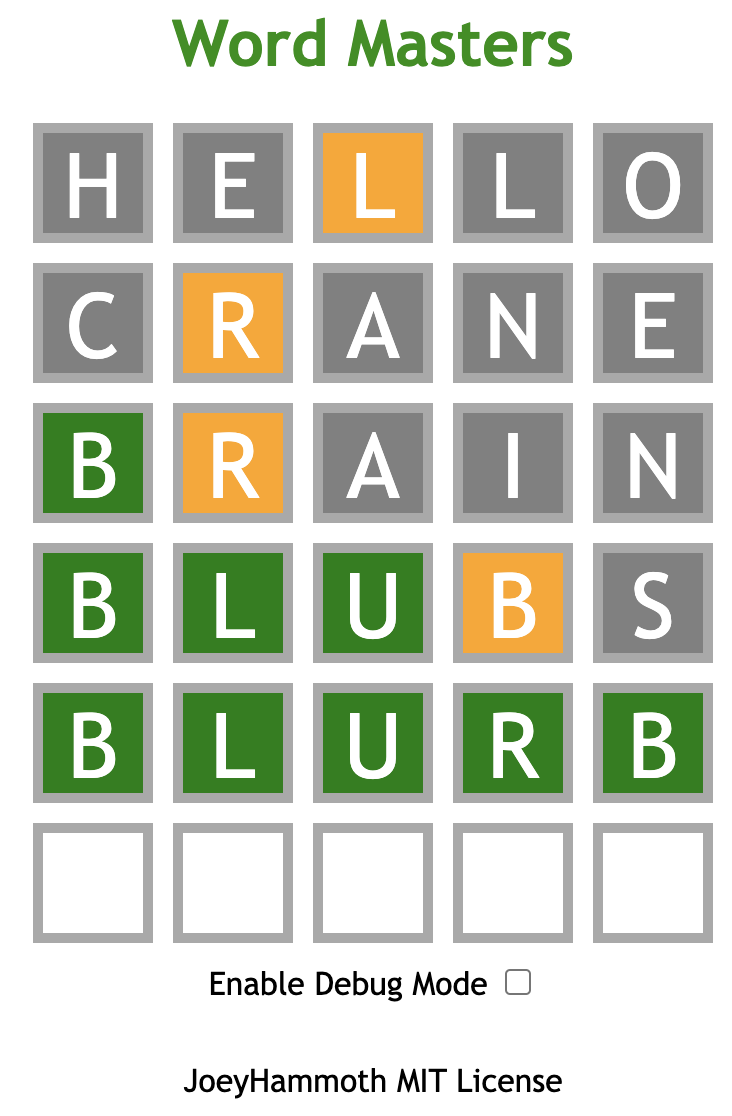 Word Masters
H E L L O
C R A N E
B R A I N
B L U B S
B L U R B
Enable Debug Mode
JoeyHammoth MIT License